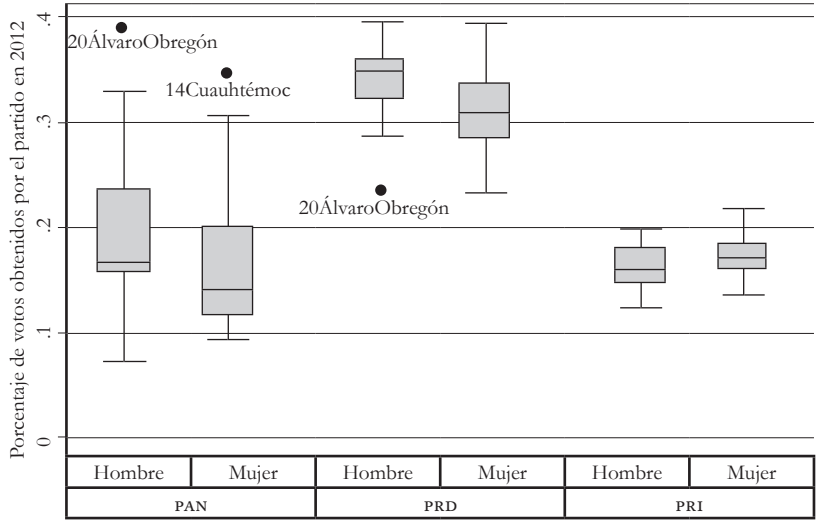 Porcentaje de votos obtenidos por el partido en 2012
.4
.3
.2
.1
0
20ÁlvaroObregón
14Cuauhtémoc
20ÁlvaroObregón
Hombre Mujer Hombre Mujer Hombre Mujer
PAN PRD PRI